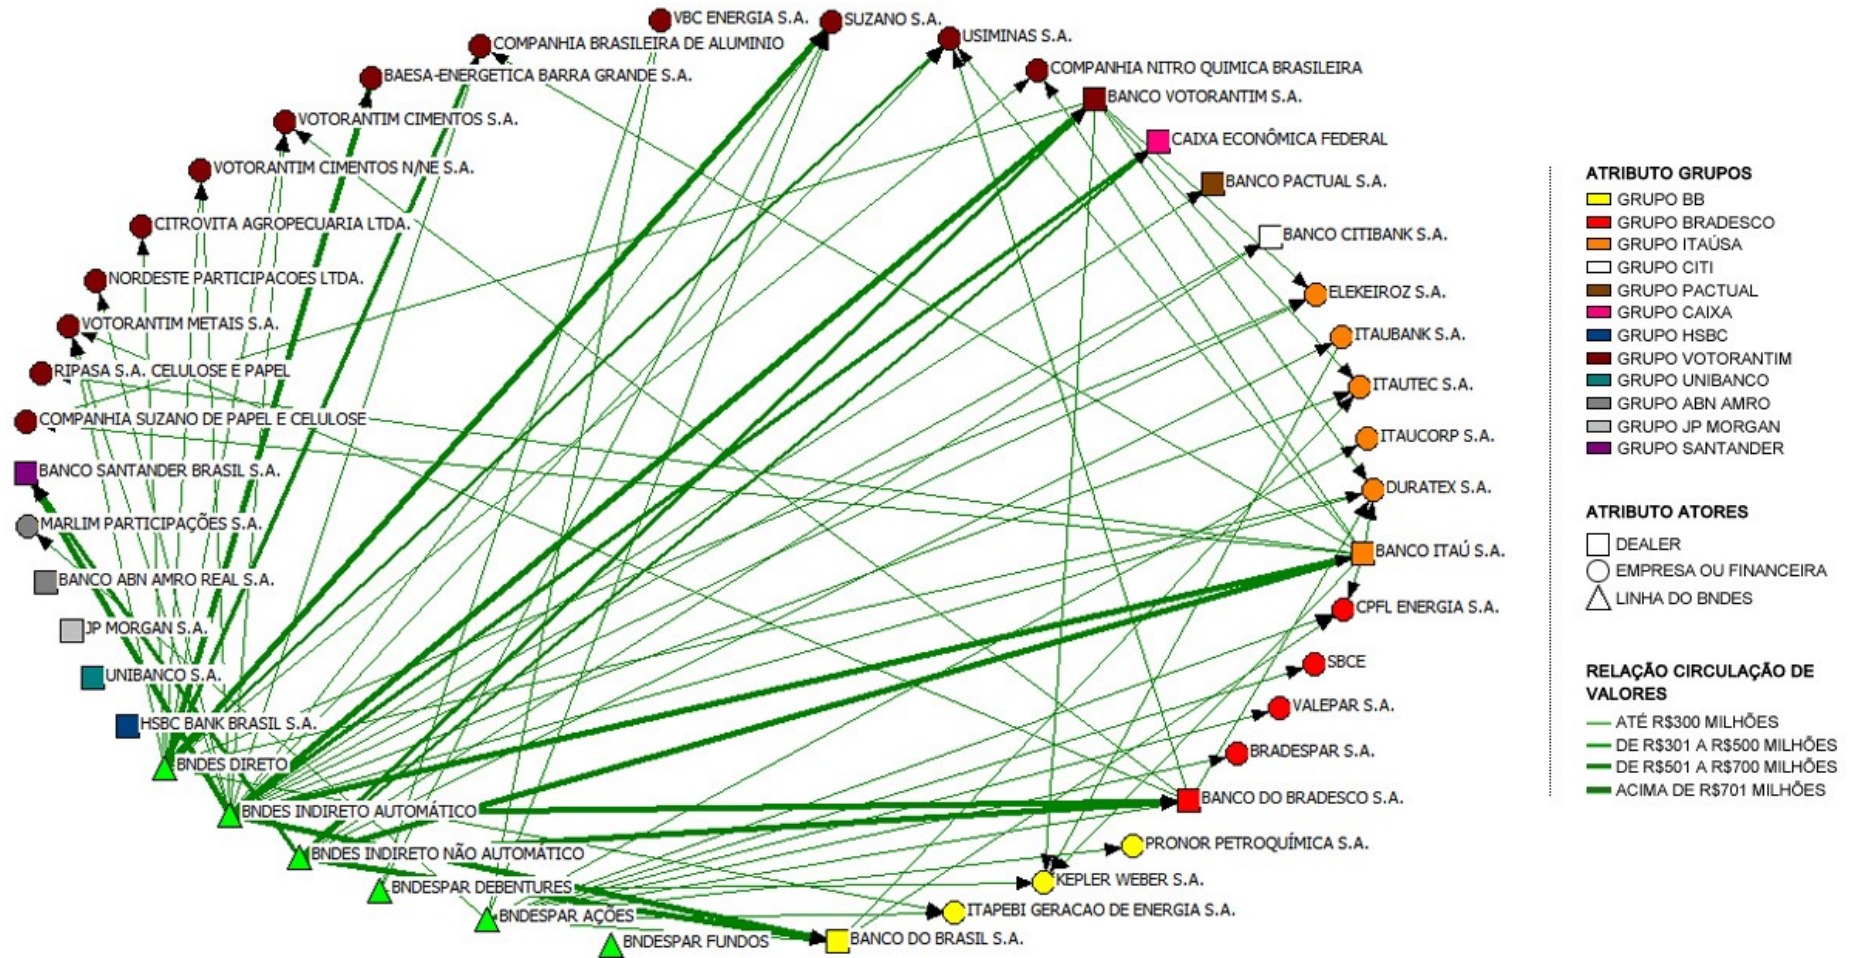 VBC ENERGIA S.A.
SUZANO S.A.
USIMINAS S.A.
COMPANHIA BRASILEIRA DE ALUMINIO
COMPANHIA NITRO QUIMICA BRASILEIRA
BAESA-ENERGETICA BARRA GRANDE S.A.
BANCO VOTORANTIM S.A.
VOTORANTIM CIMENTOS S.A.
CAIXA ECONÔMICA FEDERAL
VOTORANTIM CIMENTOS N/NE S.A.
BANCO PACTUAL S.A.
CITROVITA AGROPECUARIA LTDA.
BANCO CITIBANK S.A.
NORDESTE PARTICIPACOES LTDA.
ELEKEIROZ S.A.
VOTORANTIM METAIS S.A.
ITAUBANK S.A.
RIPASA S.A. CELULOSE E PAPEL
ITAUTEC S.A.
COMPANHIA SUZANO DE PAPEL E CELULOSE
ITAUCORP S.A.
BANCO SANTANDER BRASIL S.A.
DURATEX S.A.
MARLIM PARTICIPAÇÕES S.A.
BANCO ITAÚ S.A.
BANCO ABN AMRO REAL S.A.
CPFL ENERGIA S.A.
JP MORGAN S.A.
SBCE
UNIBANCO S.A.
VALEPAR S.A.
HSBC BANK BRASIL S.A.
BRADESPAR S.A.
BNDES DIRETO
BANCO DO BRADESCO S.A.
BNDES INDIRETO AUTOMÁTICO
PRONOR PETROQUÍMICA S.A.
BNDES INDIRETO NÃO AUTOMATICO
KEPLER WEBER S.A.
BNDESPAR DEBENTURES
ITAPEBI GERACAO DE ENERGIA S.A.
BNDESPAR AÇÕES
BANCO DO BRASIL S.A.
BNDESPAR FUNDOS
ATRIBUTO GRUPOS
GRUPO BB
GRUPO BRADESCO
GRUPO ITAÚSA
GRUPO CITI
GRUPO PACTUAL
GRUPO CAIXA
GRUPO HSBC
GRUPO VOTORANTIM
GRUPO UNIBANCO
GRUPO ABN AMRO
GRUPO JP MORGAN
GRUPO SANTANDER
ATRIBUTO ATORES
DEALER
EMPRESA OU FINANCEIRA
LINHA DO BNDES
RELAÇÃO CIRCULAÇÃO DE
VALORES
ATÉ R$300 MILHÕES
DE R$301 A R$500 MILHÕES
DE R$501 A R$700 MILHÕES
ACIMA DE R$701 MILHÕES